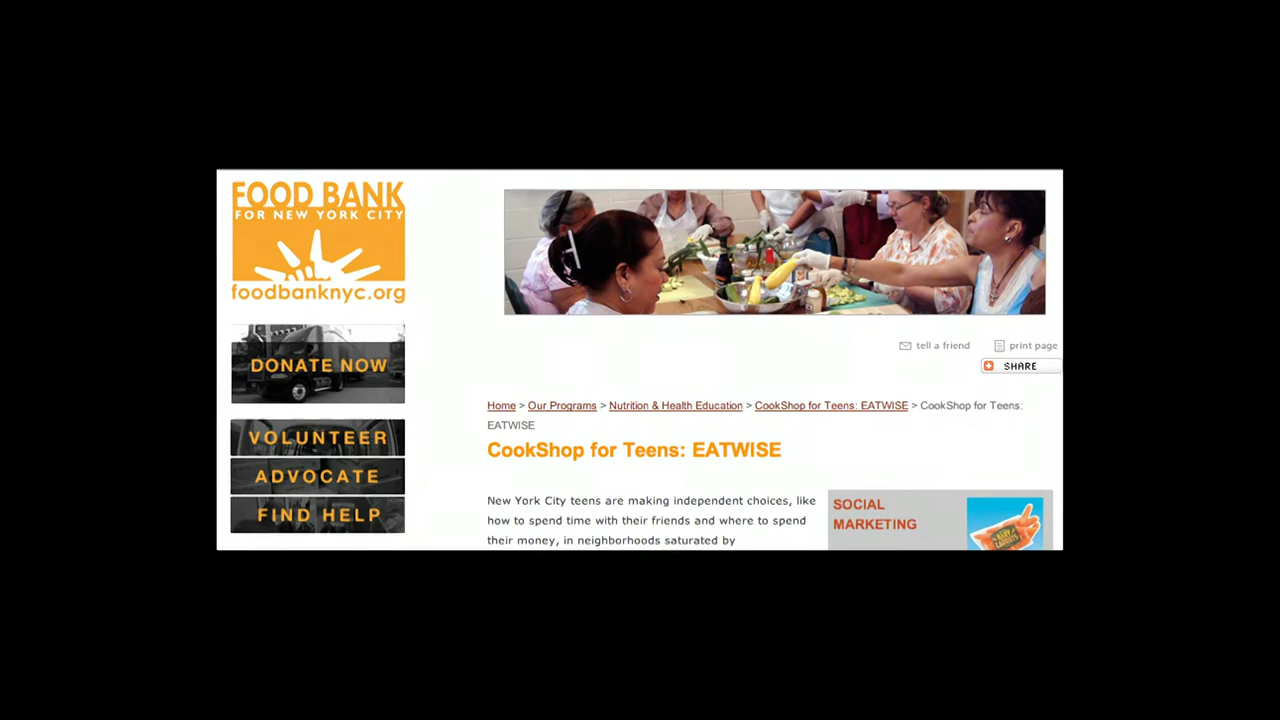 FOOD BANK
FOR NEW YORK CITY
foodbanknyc.org
DONATE NOW
VOLUNTEER
ADVOCATE
FIND HELP
tell a friend
print page
SHARE
Home > Our Programs > Nutrition & Health Education > CookShop for Teens: EATWISE > CookShop for Teens:
EATWISE
CookShop for Teens: EATWISE
New York City teens are making independent choices, like
how to spend time with their friends and where to spend
their money, in neighborhoods saturated by
SOCIAL
MARKETING
BABY
CARROTS